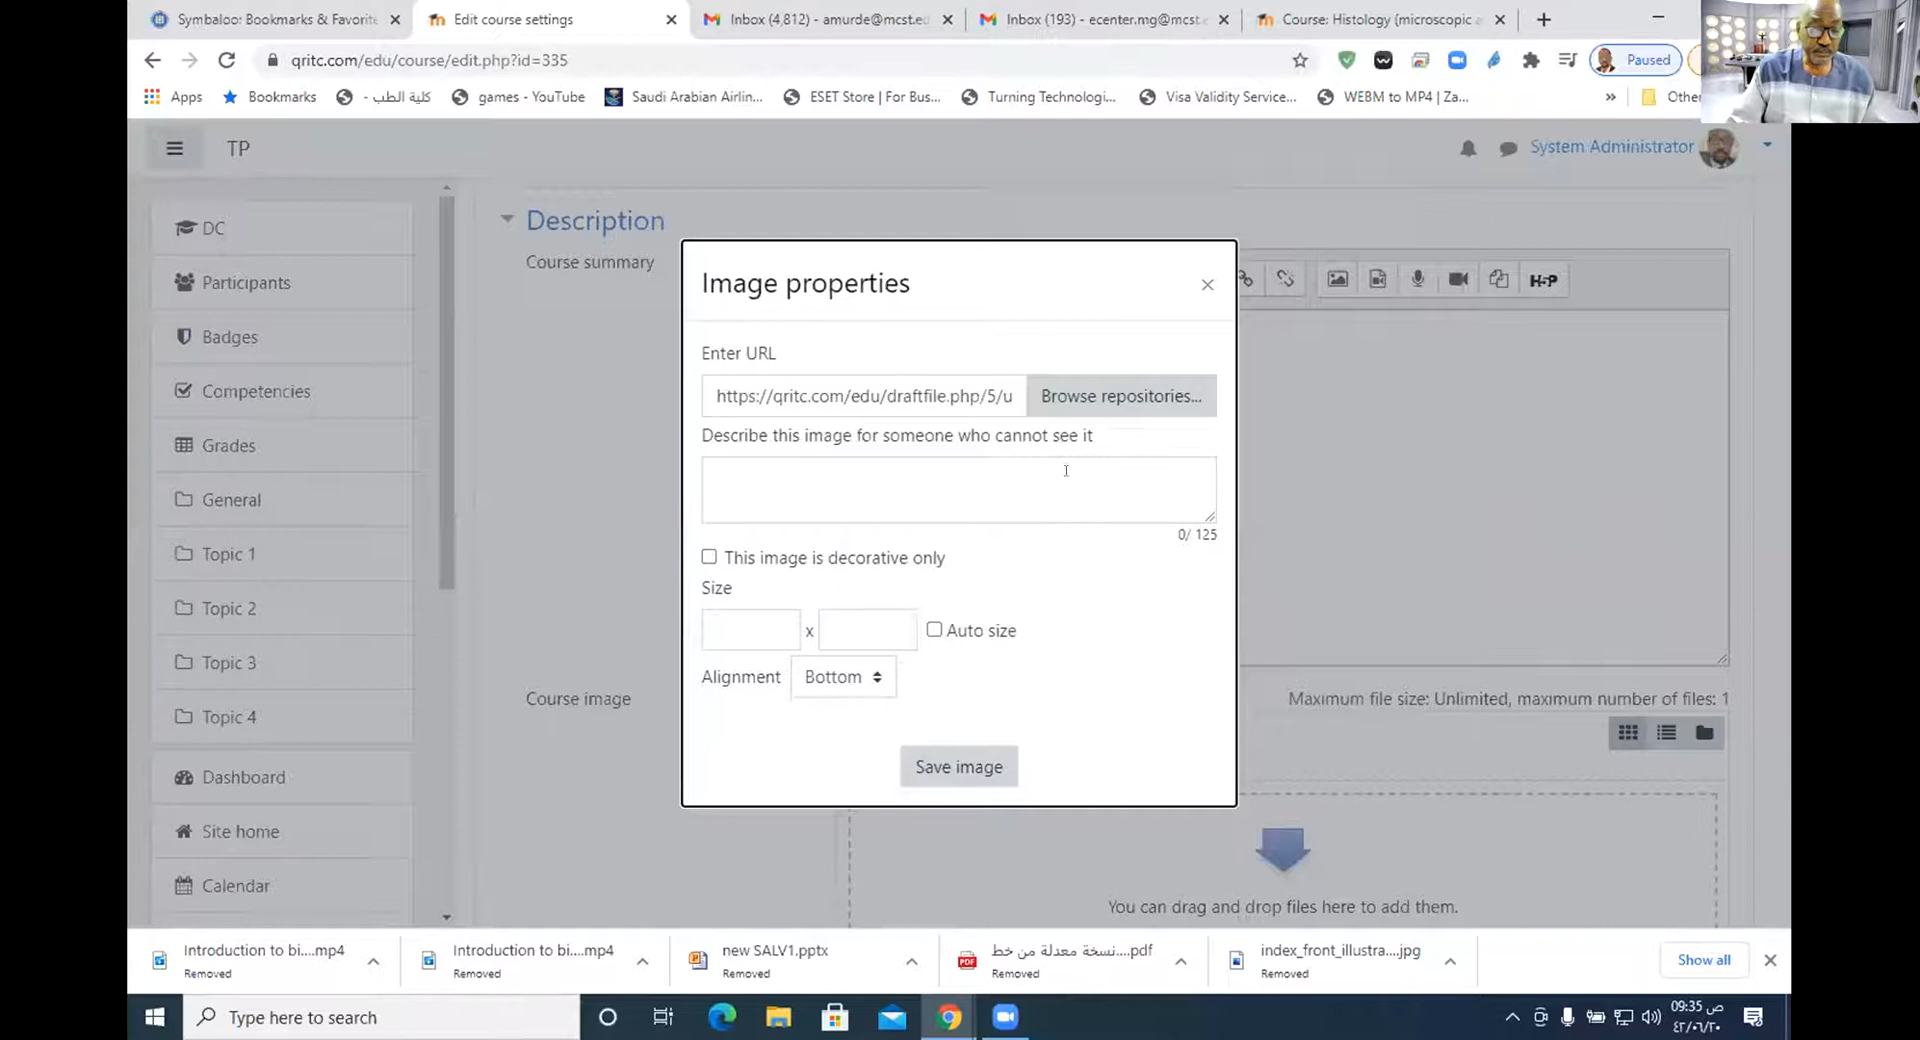 Symbaloo: Bookmarks & Favorite
Edit course settings
Inbox (4,812) - amurde@mcst.ed
Inbox (193) - ecenter.mg@mcst.e
Course: Histology (microscopic a
qritc.com/edu/course/edit.php?id=335
Paused
Apps
Bookmarks
كلية الطب -
games - YouTube
Saudi Arabian Airlin...
ESET Store | For Bus...
Turning Technologi...
Visa Validity Service...
WEBM to MP4 | Za...
»
Other
TP
System Administrator
DC
Participants
Badges
Competencies
Grades
General
Topic 1
Topic 2
Topic 3
Topic 4
Dashboard
Site home
Calendar
Description
Course summary
H-P
Image properties
Enter URL
https://qritc.com/edu/draftfile.php/5/u
Browse repositories...
Describe this image for someone who cannot see it
0/ 125
This image is decorative only
Size
x
Auto size
Alignment
Bottom
Save image
Course image
Maximum file size: Unlimited, maximum number of files: 1
You can drag and drop files here to add them.
Introduction to bi....mp4
Removed
Introduction to bi....mp4
Removed
new SALV1.pptx
Removed
نسخة معدلة من خط....pdf
PDF
Removed
index_front_illustra....jpg
Removed
Show all
Type here to search
09:35 ص
٤٢/٠٦/٢٠